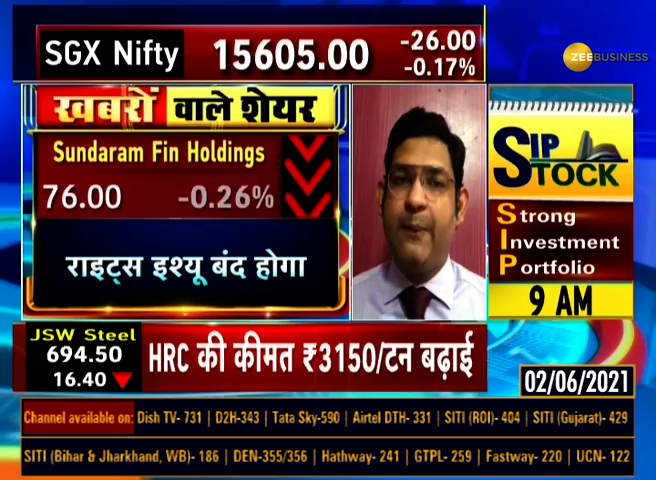 SGX Nifty 15605.00 -26.00 -0.17%
ZEE BUSINESS
खबरों वाले शेयर
Sundaram Fin Holdings
76.00 -0.26%
राइट्स इश्यू बंद होगा
SIP STOCK
Strong
Investment
Portfolio
9 AM
JSW Steel
694.50
16.40
HRC की कीमत ₹3150/टन बढ़ाई
02/06/2021
Channel available on: Dish TV- 731 | D2H-343 | Tata Sky-590 | Airtel DTH- 331 | SITI (ROI)- 404 | SITI (Gujarat)- 429
SITI (Bihar & Jharkhand, WB)- 186 | DEN-355/356 | Hathway- 241 | GTPL- 259 | Fastway- 220 | UCN- 122